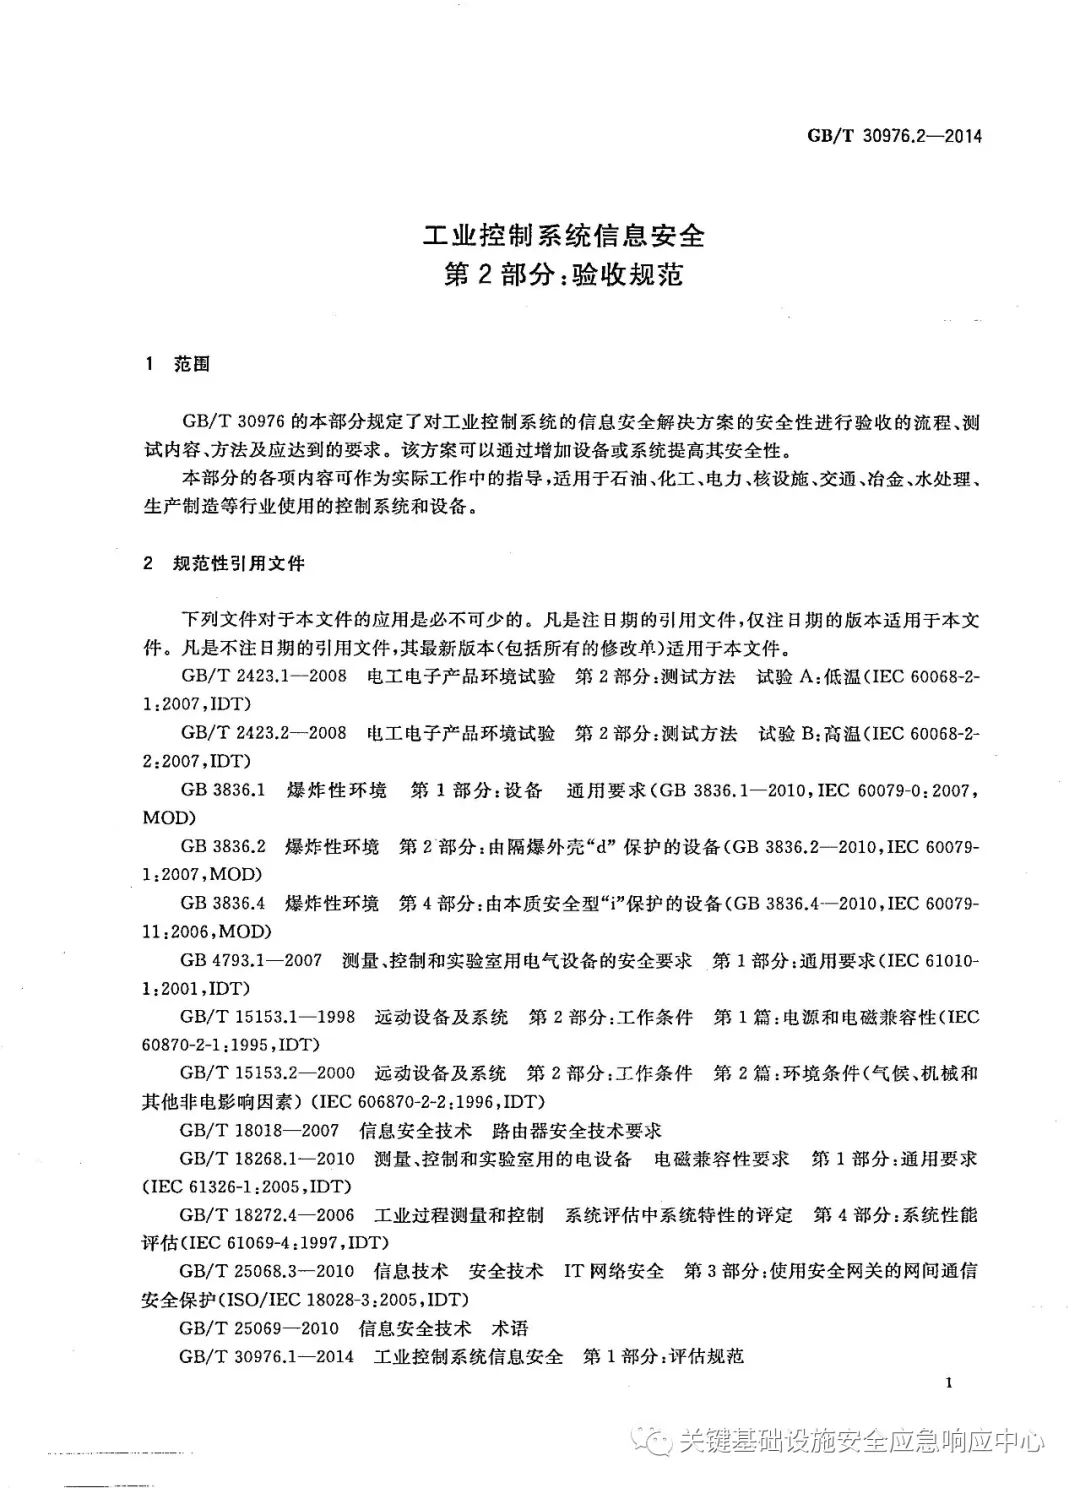 GB/T 30976.2—2014
工业控制系统信息安全
第2部分:验收规范
1 范围
GB/T 30976 的本部分规定了对工业控制系统的信息安全解决方案的安全性进行验收的流程、测
试内容、方法及应达到的要求。该方案可以通过增加设备或系统提高其安全性。
本部分的各项内容可作为实际工作中的指导,适用于石油、化工、电力、核设施、交通、冶金、水处理、
生产制造等行业使用的控制系统和设备。
2 规范性引用文件
下列文件对于本文件的应用是必不可少的。凡是注日期的引用文件,仅注日期的版本适用于本文
件。凡是不注日期的引用文件,其最新版本(包括所有的修改单)适用于本文件。
GB/T 2423.1—2008 电工电子产品环境试验 第2部分:测试方法 试验A:低温(IEC 60068-2-
1:2007,IDT)
GB/T 2423.2—2008 电工电子产品环境试验 第2部分:测试方法 试验B:高温(IEC 60068-2-
2:2007,IDT)
GB 3836.1 爆炸性环境 第1部分:设备 通用要求(GB 3836.1—2010,IEC 60079-0:2007,
MOD)
GB 3836.2 爆炸性环境 第2部分:由隔爆外壳“d”保护的设备(GB 3836.2—2010,IEC 60079-
1:2007,MOD)
GB 3836.4 爆炸性环境 第4部分:由本质安全型“i”保护的设备(GB 3836.4—2010,IEC 60079-
11:2006,MOD)
GB 4793.1—2007 测量、控制和实验室用电气设备的安全要求 第1部分:通用要求(IEC 61010-
1:2001,IDT)
GB/T 15153.1—1998 远动设备及系统 第2部分:工作条件 第1篇:电源和电磁兼容性(IEC
60870-2-1:1995,IDT)
GB/T 15153.2—2000 远动设备及系统 第2部分:工作条件 第2篇:环境条件(气候、机械和
其他非电影响因素)(IEC 606870-2-2:1996,IDT)
GB/T 18018—2007 信息安全技术 路由器安全技术要求
GB/T 18268.1—2010 测量、控制和实验室用的电设备 电磁兼容性要求 第1部分:通用要求
(IEC 61326-1:2005,IDT)
GB/T 18272.4—2006 工业过程测量和控制 系统评估中系统特性的评定 第4部分:系统性能
评估(IEC 61069-4:1997,IDT)
GB/T 25068.3—2010 信息技术 安全技术 IT网络安全 第3部分:使用安全网关的网间通信
安全保护(ISO/IEC 18028-3:2005,IDT)
GB/T 25069—2010 信息安全技术 术语
GB/T 30976.1—2014 工业控制系统信息安全 第1部分:评估规范
1
关键基础设施安全应急响应中心